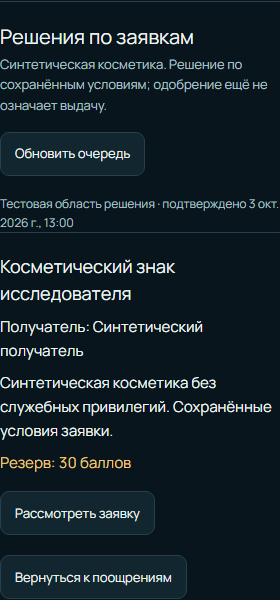 Решения по заявкам
Синтетическая косметика. Решение по
сохранённым условиям; одобрение ещё не
означает выдачу.
Обновить очередь
Тестовая область решения · подтверждено 3 окт.
2026 г., 13:00
Косметический знак
исследователя
Получатель: Синтетический
получатель
Синтетическая косметика без
служебных привилегий. Сохранённые
условия заявки.
Резерв: 30 баллов
Рассмотреть заявку
Вернуться к поощрениям